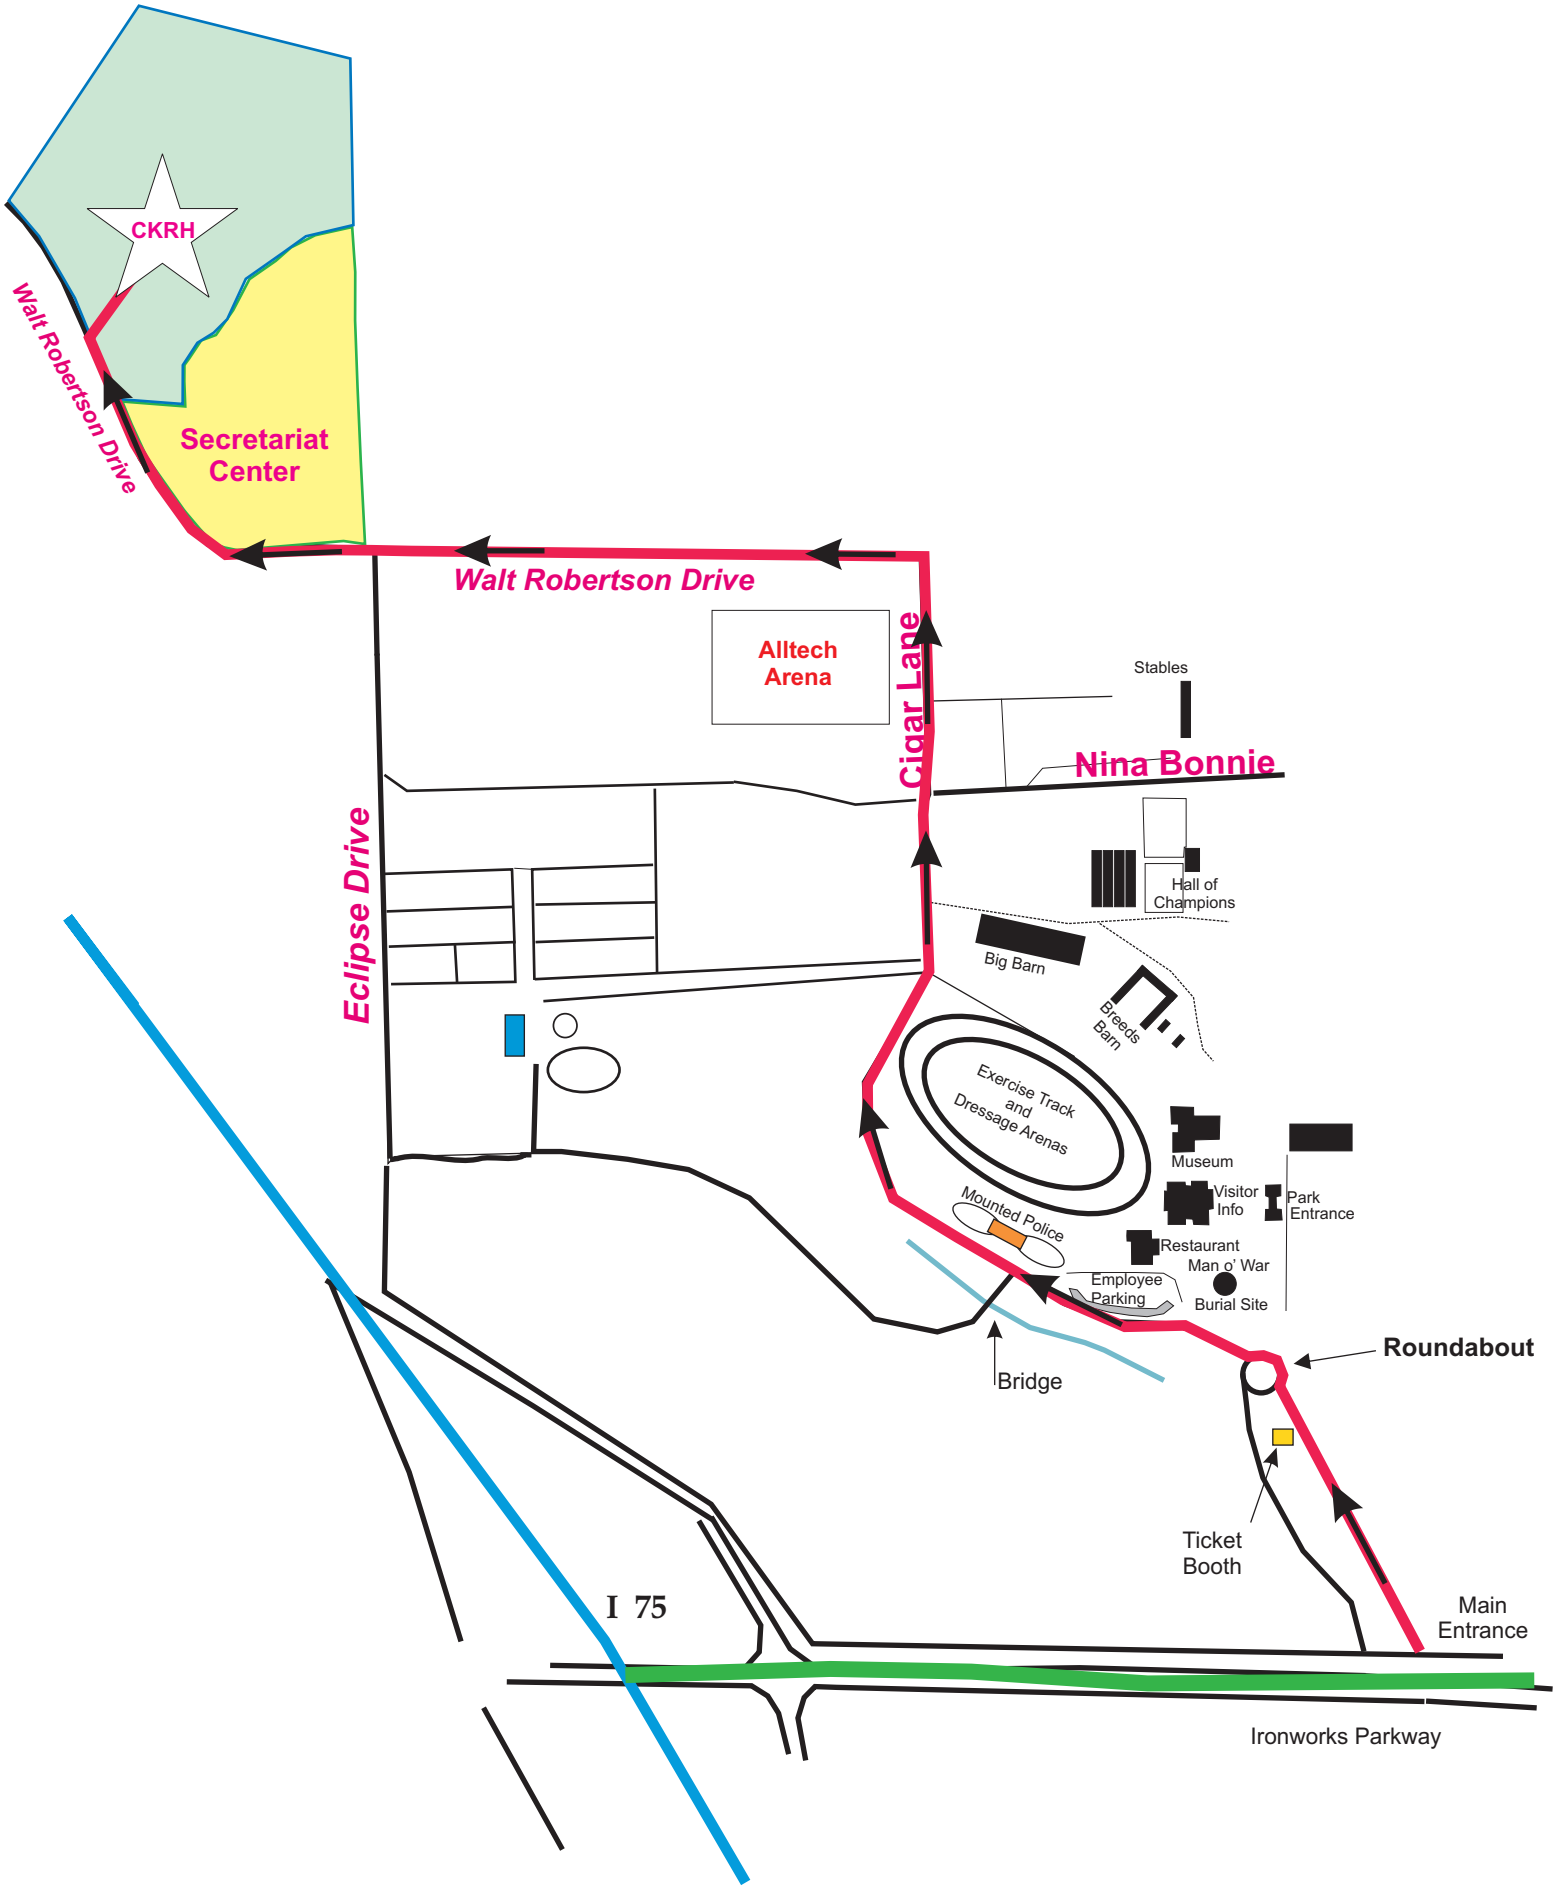 CKRH
Walt Robertson Drive
Secretariat
Center
Walt Robertson Drive
Alltech
Arena
Cigar Lane
Stables
Nina Bonnie
Eclipse Drive
Hall of
Champions
Big Barn
Breeds
Barn
Exercise Track
and
Dressage Arenas
Museum
Mounted Police
Visitor
Info
Park
Entrance
Restaurant
Man o' War
Burial Site
Employee
Parking
Roundabout
Bridge
Ticket
Booth
I 75
Main
Entrance
Ironworks Parkway